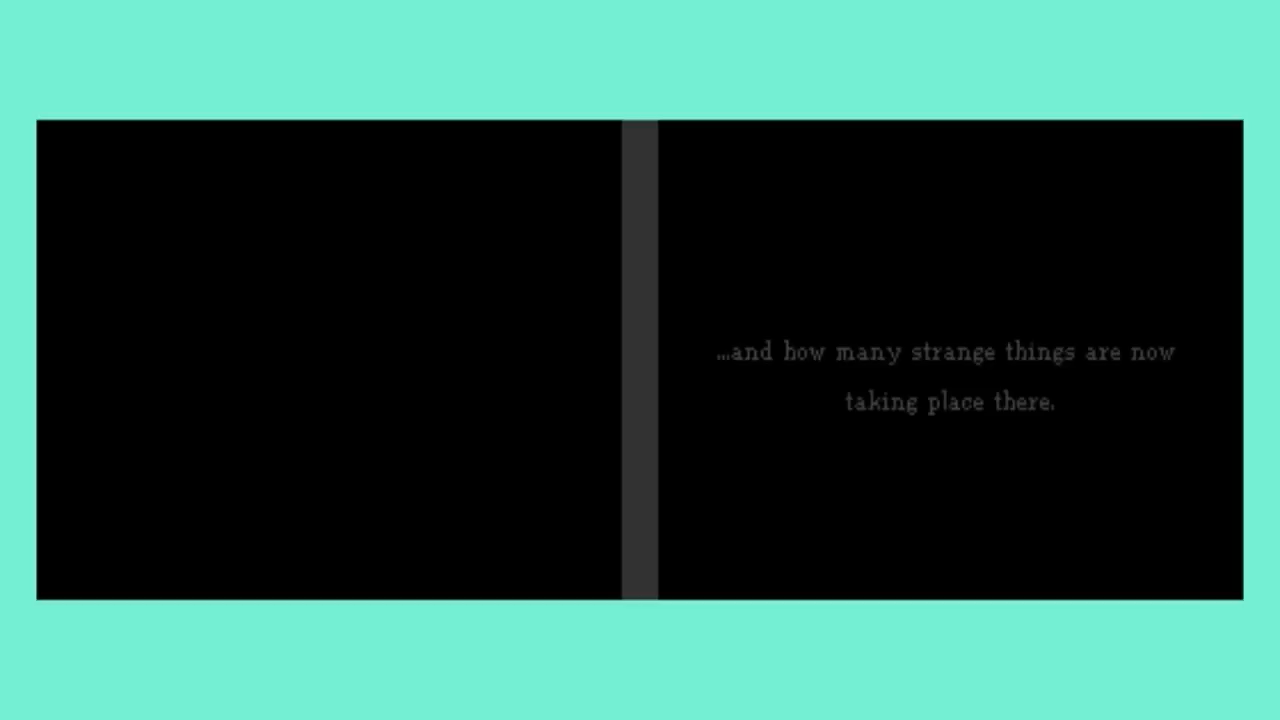 ...and how many strange things are now
taking place there.